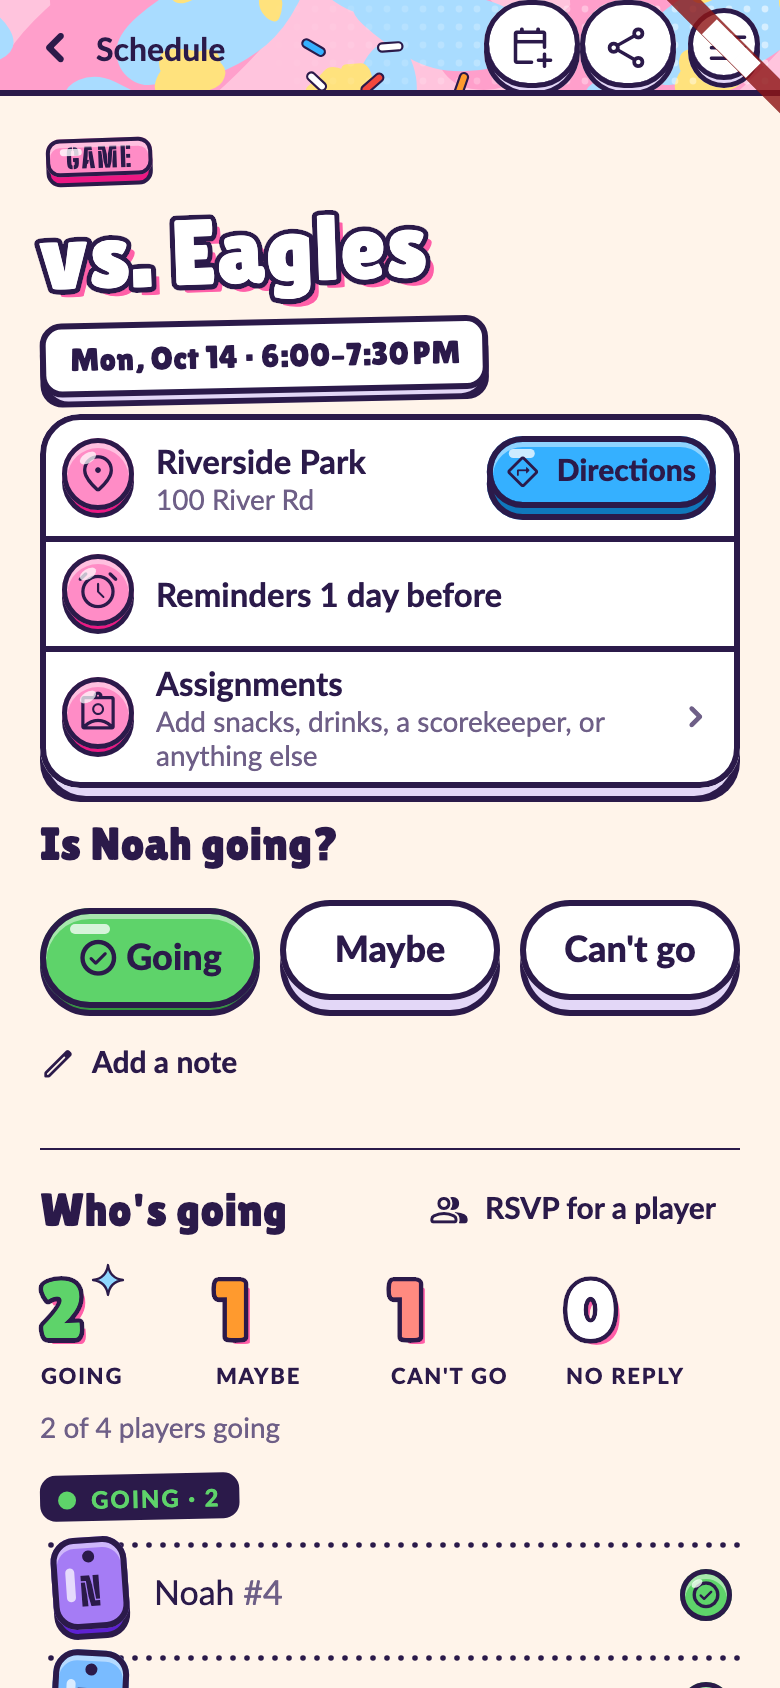 Schedule
GAME
vs. Eagles
Mon, Oct 14 · 6:00–7:30 PM
Riverside Park
100 River Rd
Directions
Reminders 1 day before
Assignments
Add snacks, drinks, a scorekeeper, or
anything else
Is Noah going?
Going
Maybe
Can't go
Add a note
Who's going
RSVP for a player
2
1
1
0
GOING
MAYBE
CAN'T GO
NO REPLY
2 of 4 players going
GOING · 2
N
Noah #4